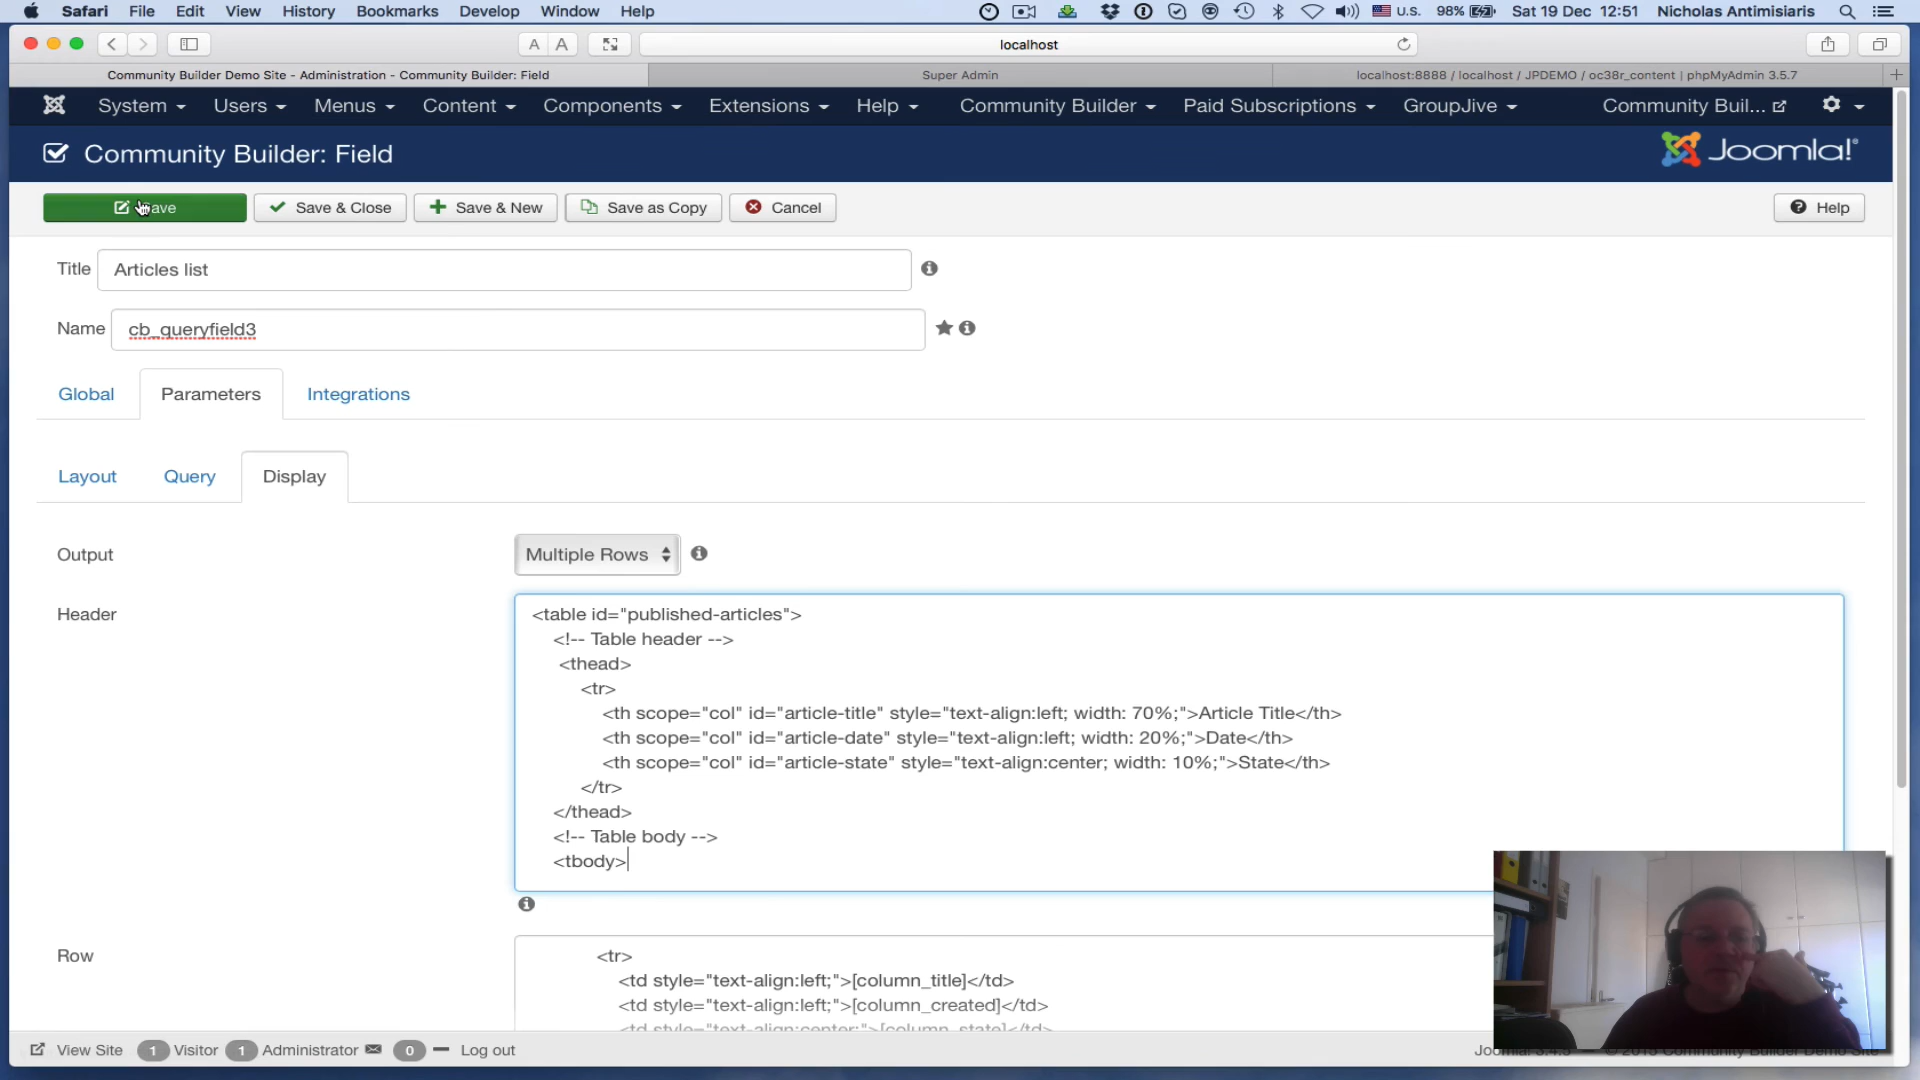 Safari File Edit View History Bookmarks Develop Window Help U.S. 98% Sat 19 Dec 12:51 Nicholas Antimisiaris
A A localhost
Community Builder Demo Site - Administration - Community Builder: Field Super Admin localhost:8888 / localhost / JPDEMO / oc38r_content | phpMyAdmin 3.5.7
System Users Menus Content Components Extensions Help Community Builder Paid Subscriptions GroupJive Community Buil...
Community Builder: Field Joomla!
Save Save & Close Save & New Save as Copy Cancel Help
Title Articles list
Name cb_queryfield3
Global Parameters Integrations
Layout Query Display
Output Multiple Rows
Header
<table id="published-articles">
<!-- Table header -->
<thead>
<tr>
<th scope="col" id="article-title" style="text-align:left; width: 70%;">Article Title</th>
<th scope="col" id="article-date" style="text-align:left; width: 20%;">Date</th>
<th scope="col" id="article-state" style="text-align:center; width: 10%;">State</th>
</tr>
</thead>
<!-- Table body -->
<tbody>
Row
<tr>
<td style="text-align:left;">[column_title]</td>
<td style="text-align:left;">[column_created]</td>
<td style="text-align:center;">[column_state]</td>
View Site 1 Visitor 1 Administrator 0 Log out